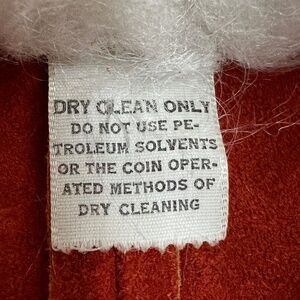 DRY CLEAN ONLY
DO NOT USE PE-
TROLEUM SOLVENTS
OR THE COIN OPER-
ATED METHODS OF
DRY CLEANING